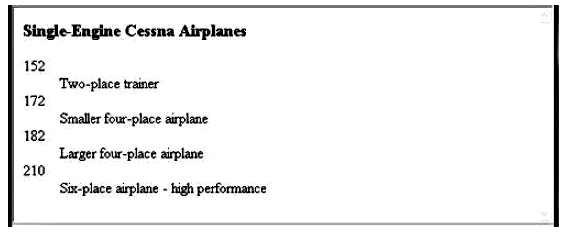 Single-Engine Cessna Airplanes
152
Two-place trainer
172
Smaller four-place airplane
182
Larger four-place airplane
210
Six-place airplane - high performance